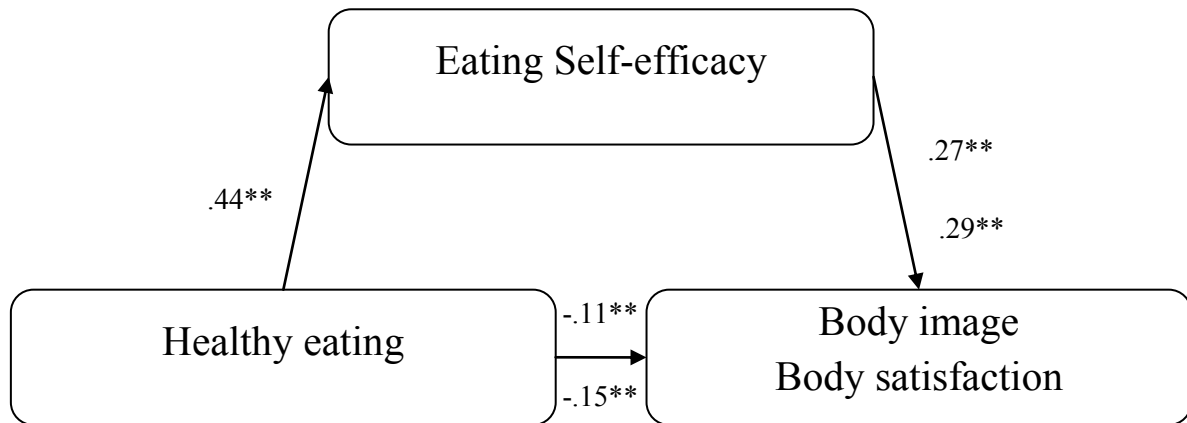 Eating Self-efficacy
.27**
.44**
.29**
-.11**
Healthy eating
Body image
Body satisfaction
-.15**